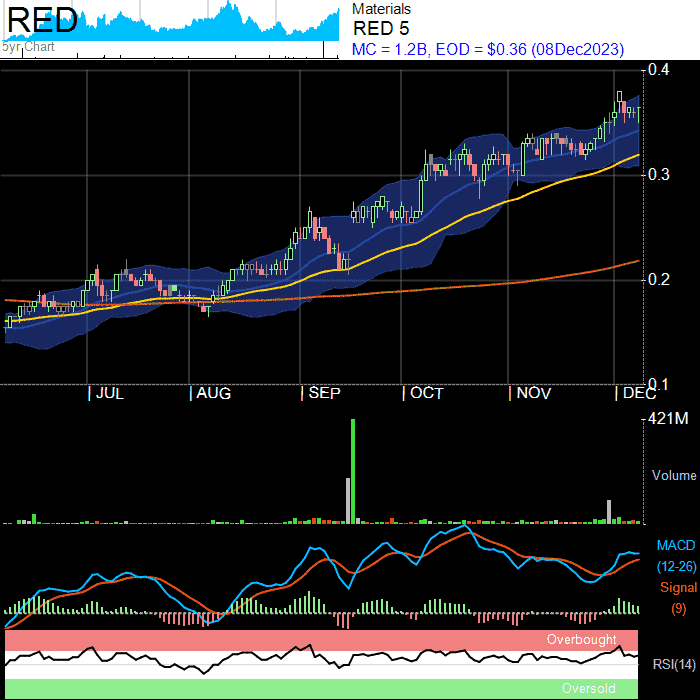 RED
5yr Chart
Materials
RED 5
MC = 1.2B, EOD = $0.36 (08Dec2023)
0.4
0.3
0.2
0.1
| JUL | AUG | SEP | OCT | NOV | DEC
421M
Volume
MACD
(12-26)
Signal
(9)
Overbought
RSI(14)
Oversold